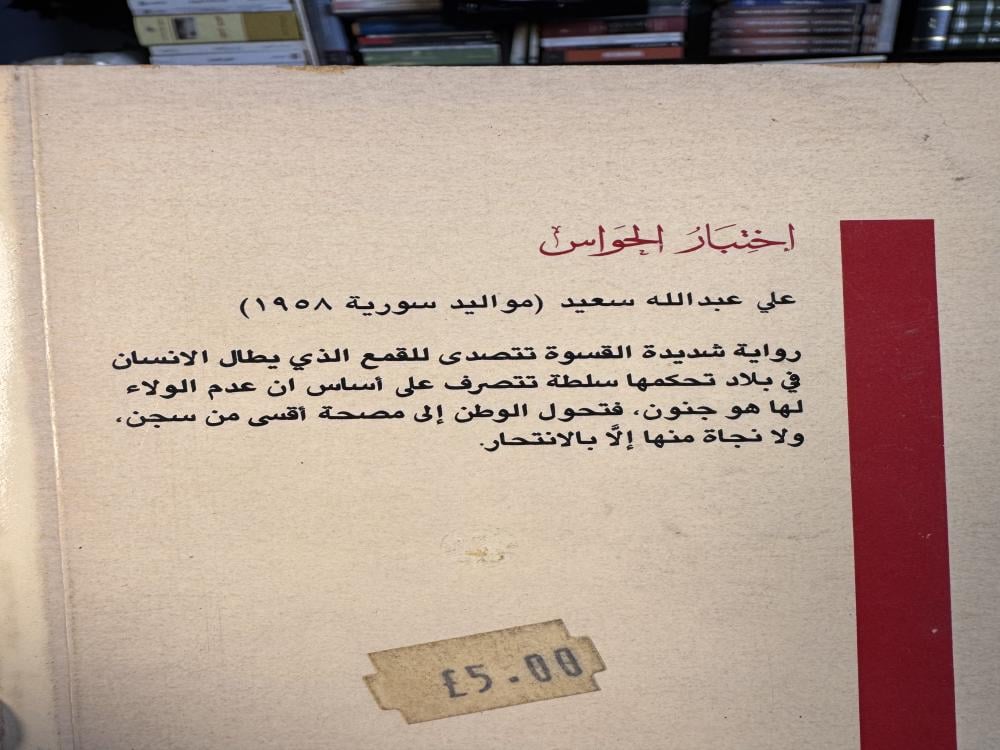 اختبار الحواس
علي عبدالله سعيد (مواليد سورية ١٩٥٨)
رواية شديدة القسوة تتصدى للقمع الذي يطال الانسان
في بلاد تحكمها سلطة تتصرف على أساس ان عدم الولاء
لها هو جنون، فتحول الوطن إلى مصحة أقسى من سجن،
ولا نجاة منها إلَّا بالانتحار.
£5.00